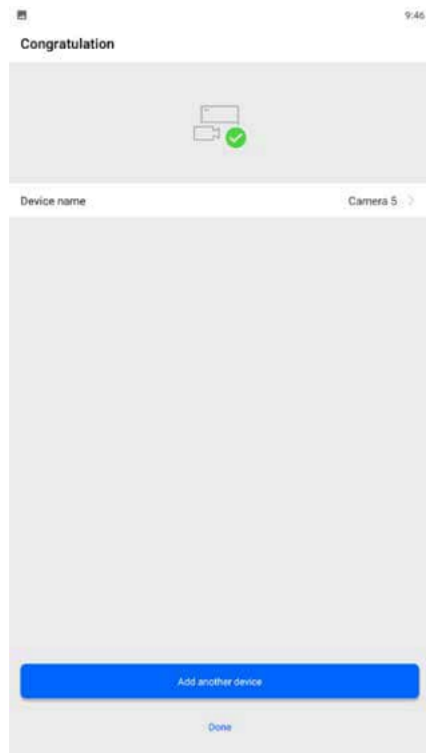 9:46
Congratulation
Device name Camera 5
Add another device
Done